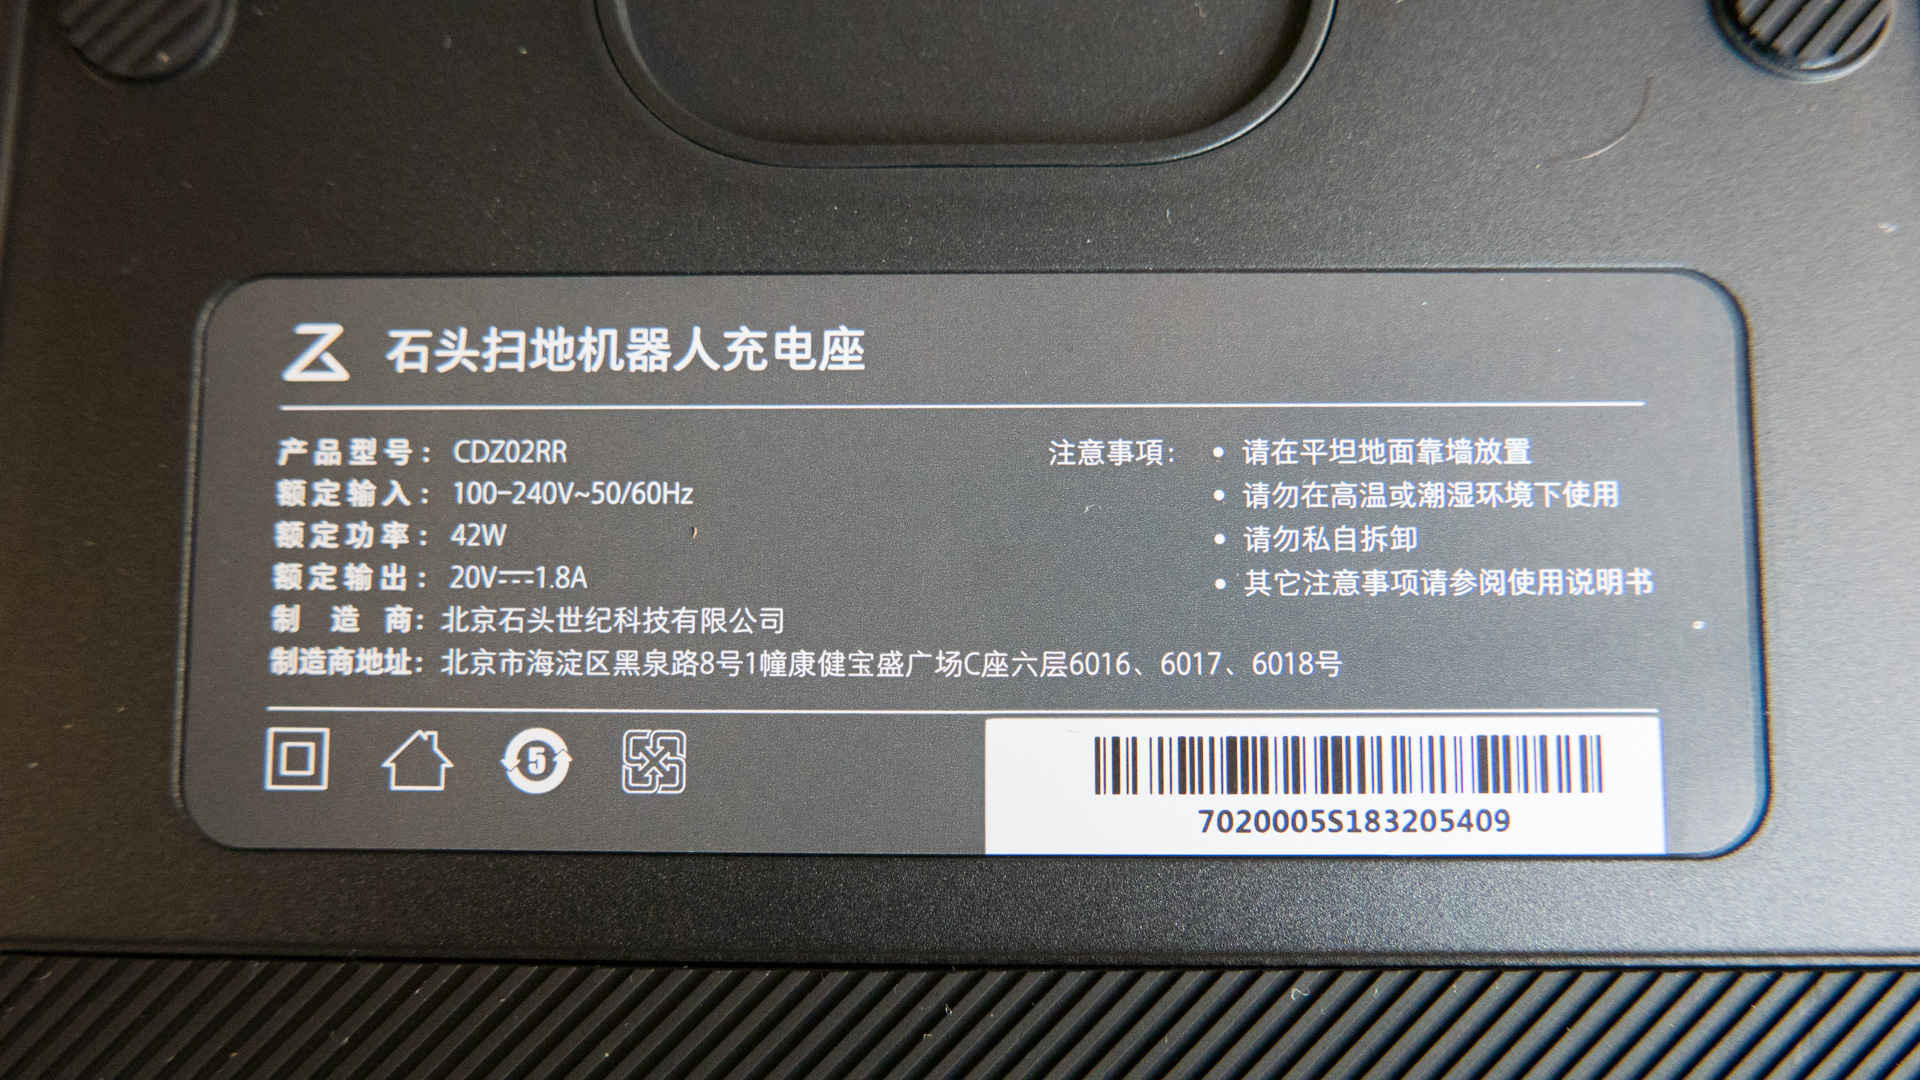 石头扫地机器人充电座
产品型号：CDZ02RR
额定输入：100-240V~50/60Hz
额定功率：42W
额定输出：20V⎓1.8A
制造商：北京石头世纪科技有限公司
制造商地址：北京市海淀区黑泉路8号1幢康健宝盛广场C座六层6016、6017、6018号
注意事項：
• 请在平坦地面靠墙放置
• 请勿在高温或潮湿环境下使用
• 请勿私自拆卸
• 其它注意事项请参阅使用说明书
5
7020005S183205409